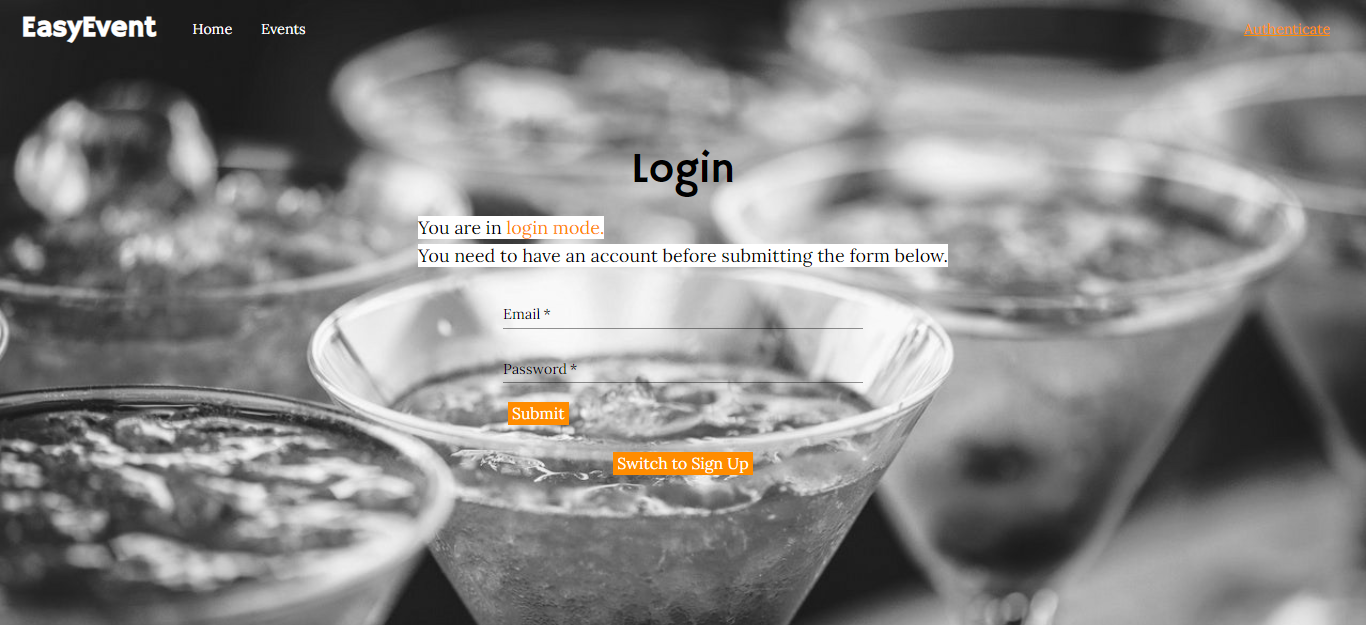 EasyEvent Home Events Authenticate
Login
You are in login mode.
You need to have an account before submitting the form below.
Email *
Password *
Submit
Switch to Sign Up